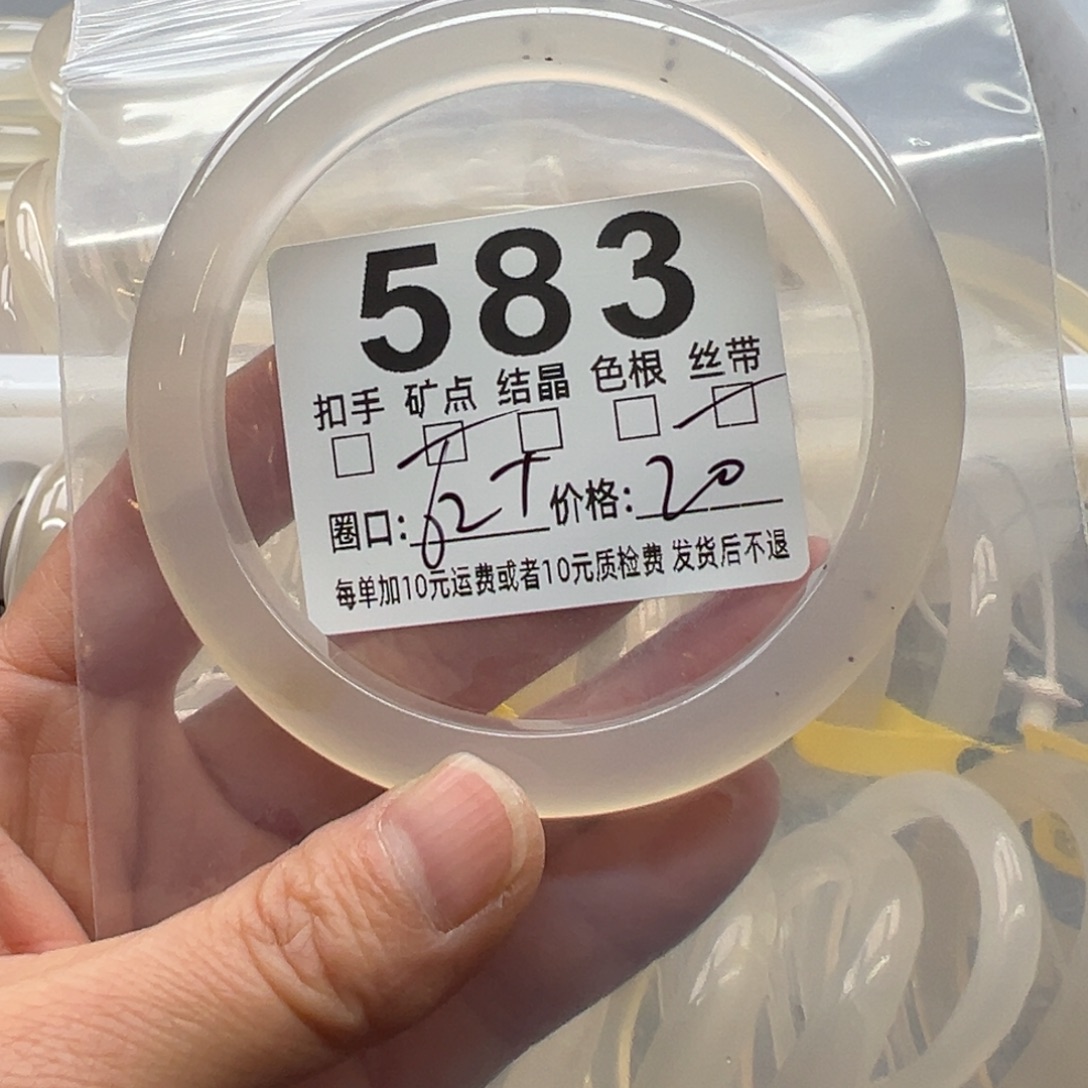 583
扣手 矿点 结晶 色根 丝带
圈口: 62T 价格: 20
每单加10元运费或者10元质检费 发货后不退